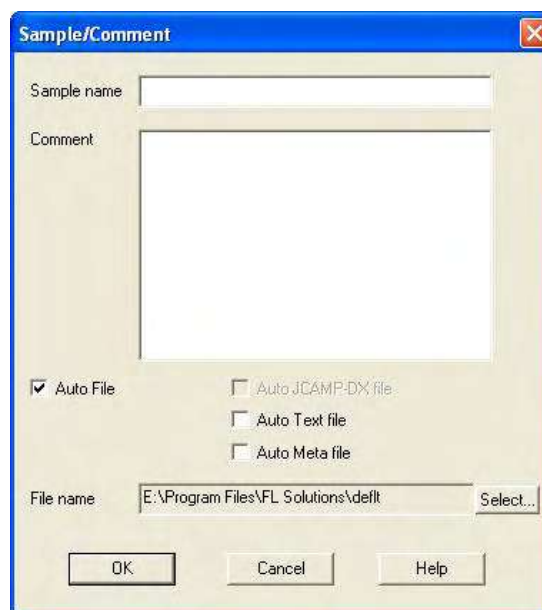 Sample/Comment
Sample name
Comment
Auto File
Auto JCAMP-DX file
Auto Text file
Auto Meta file
File name E:\Program Files\FL Solutions\deflt Select...
OK Cancel Help